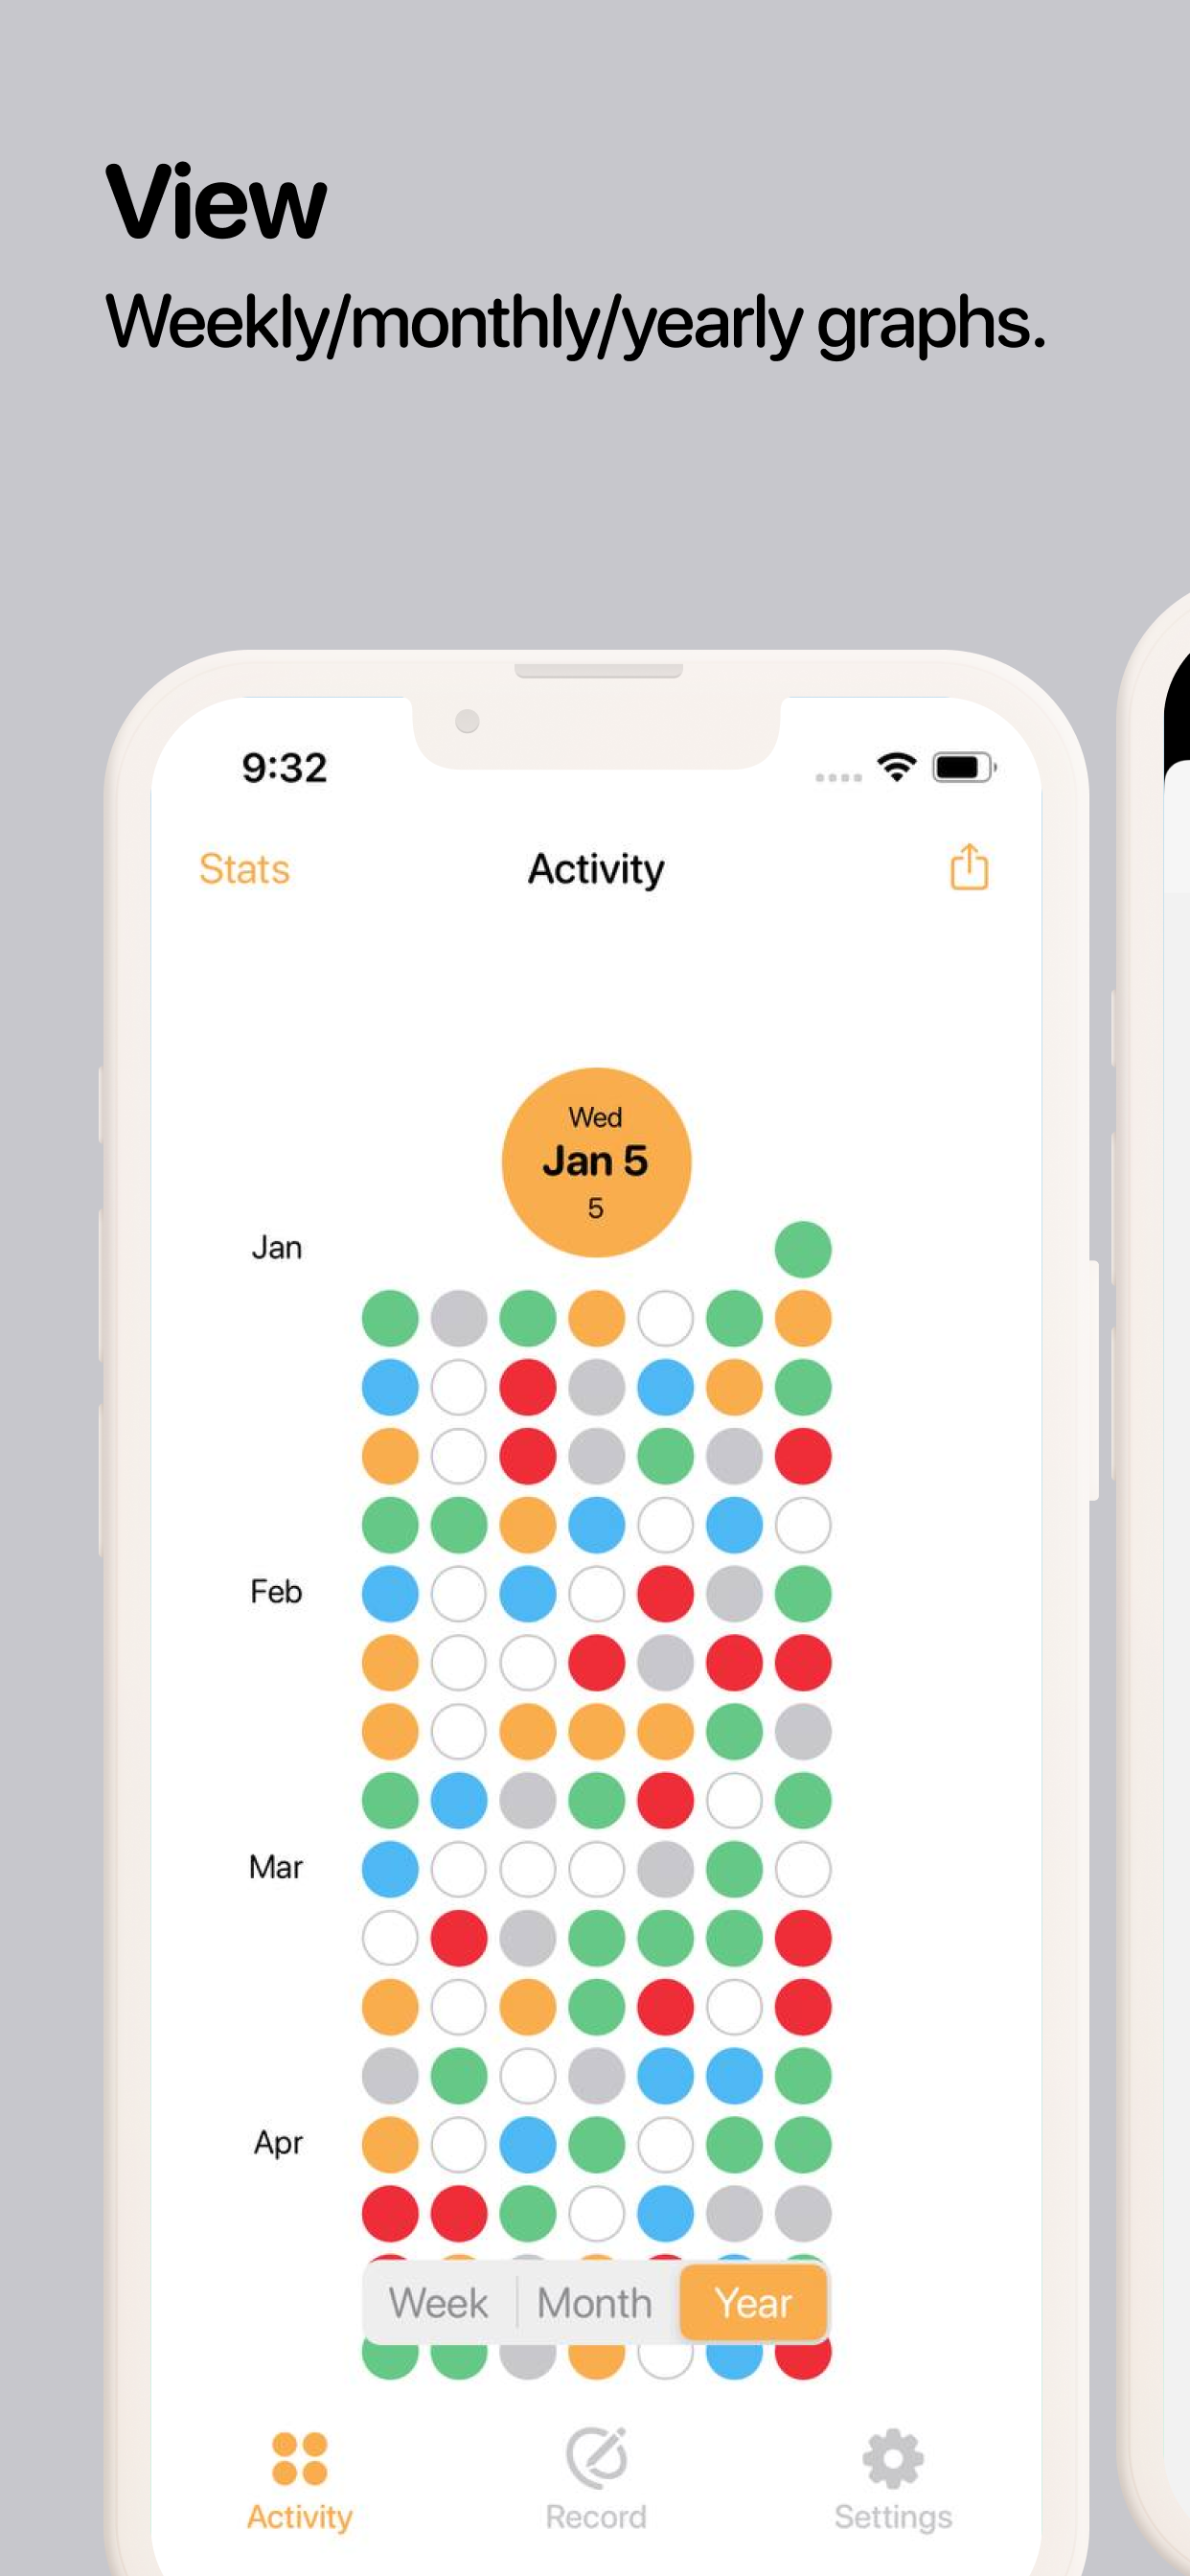 View
Weekly/monthly/yearly graphs.
9:32
Stats
Activity
Wed
Jan 5
5
Jan
Feb
Mar
Apr
Week
Month
Year
Activity
Record
Settings